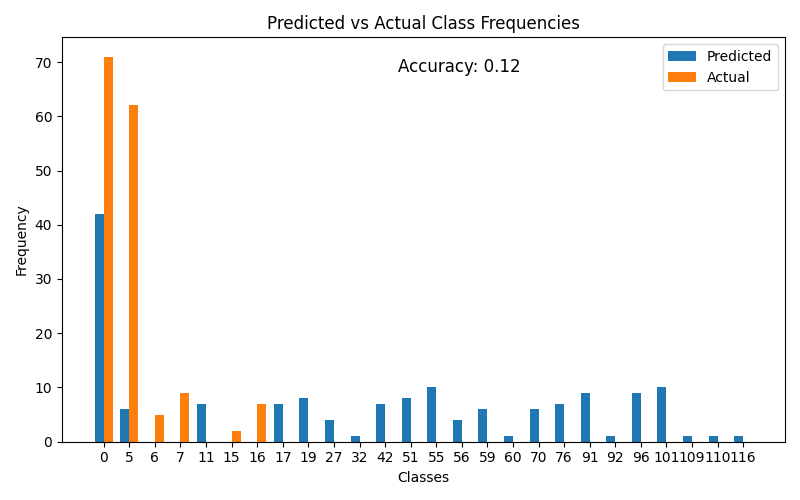 Predicted vs Actual Class Frequencies
Accuracy: 0.12
Predicted
Actual
Frequency
70
60
50
40
30
20
10
0
0 5 6 7 11 15 16 17 19 27 32 42 51 55 56 59 60 70 76 91 92 96 101 109 110 116
Classes